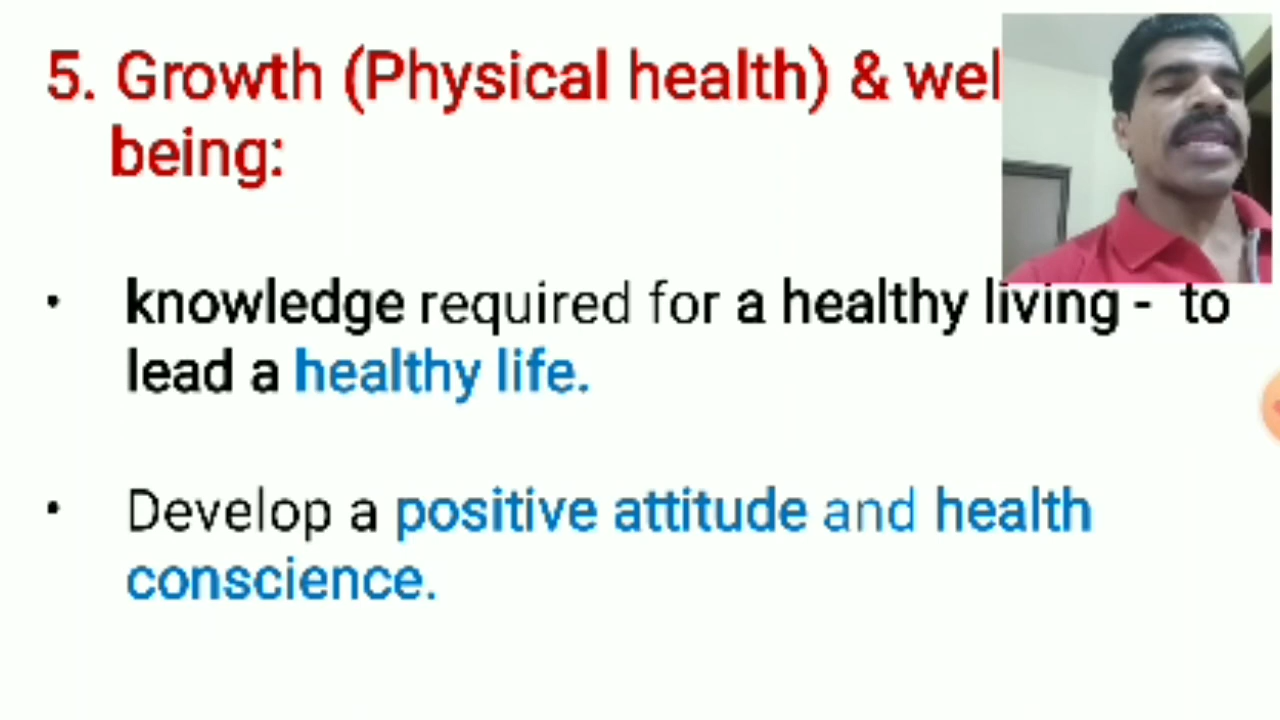 5. Growth (Physical health) & wel
being:
• knowledge required for a healthy living - to
lead a healthy life.
• Develop a positive attitude and health
conscience.